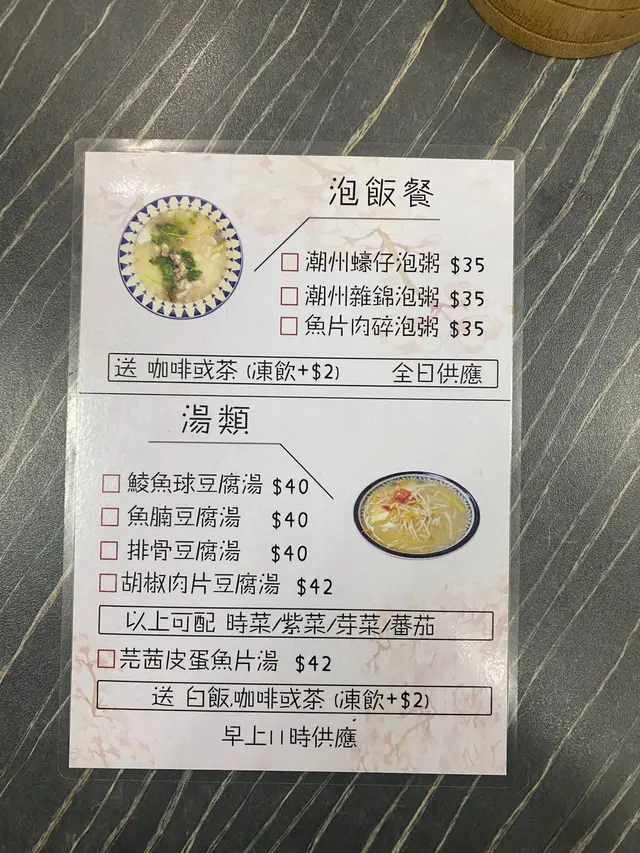 泡飯餐
潮州蠔仔泡粥 $35
潮州雜錦泡粥 $35
魚片肉碎泡粥 $35
送 咖啡或茶 (凍飲+$2) 全日供應
湯類
鯪魚球豆腐湯 $40
魚腩豆腐湯 $40
排骨豆腐湯 $40
胡椒肉片豆腐湯 $42
以上可配 時菜/紫菜/芽菜/蕃茄
芫茜皮蛋魚片湯 $42
送 白飯,咖啡或茶 (凍飲+$2)
早上11時供應